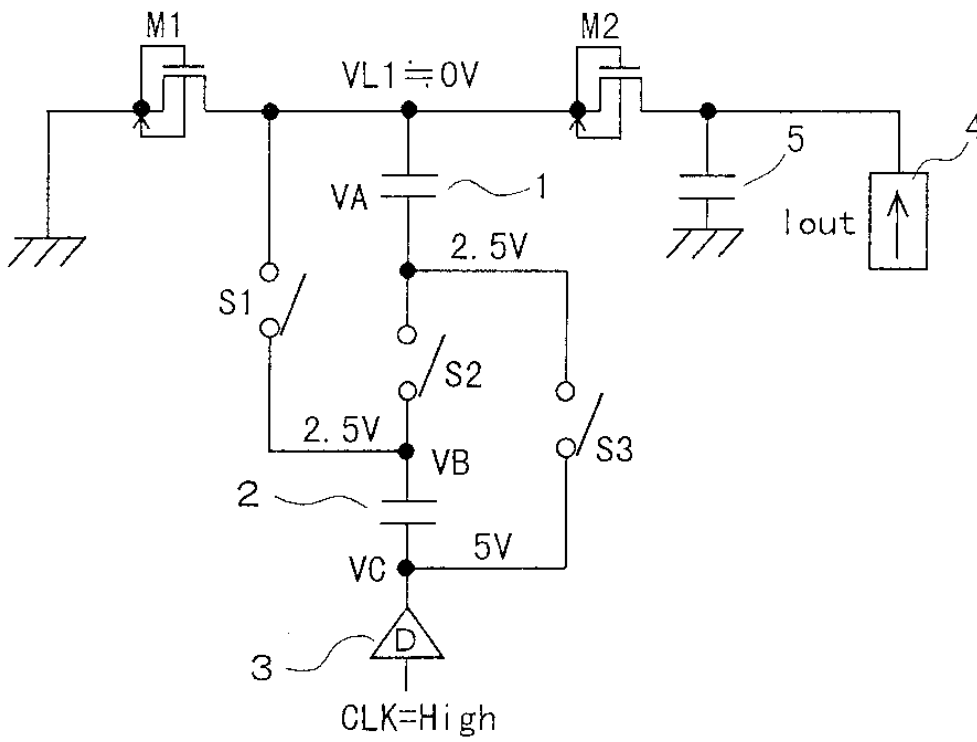 M1
M2
VL1≒0V
5
4
VA
1
Iout
2.5V
S1
S2
2.5V
S3
VB
2
5V
VC
3
D
CLK=High